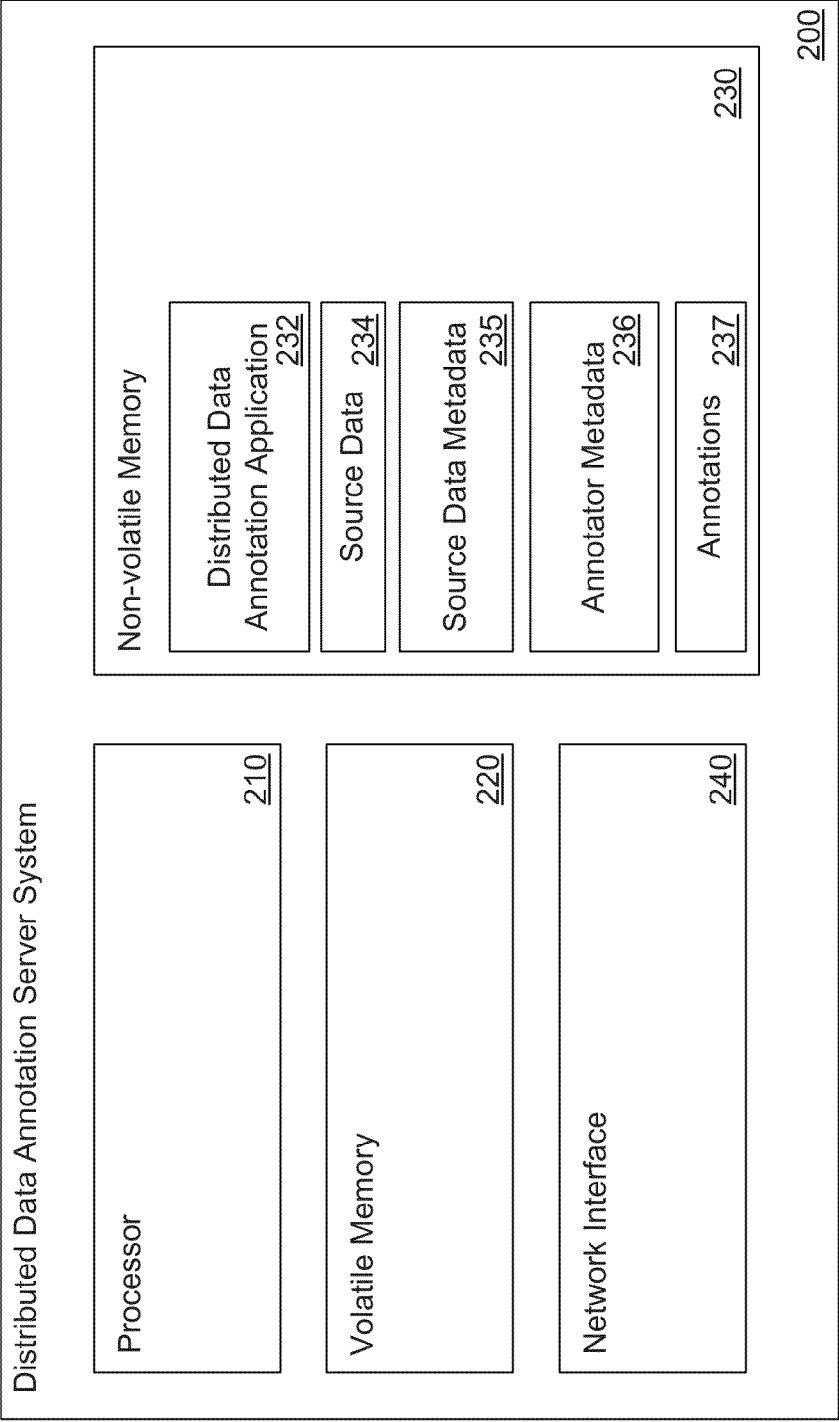 Distributed Data Annotation Server System
Processor
210
Volatile Memory
220
Network Interface
240
Non-volatile Memory
Distributed Data
Annotation Application
232
Source Data 234
Source Data Metadata
235
Annotator Metadata
236
Annotations 237
230
200